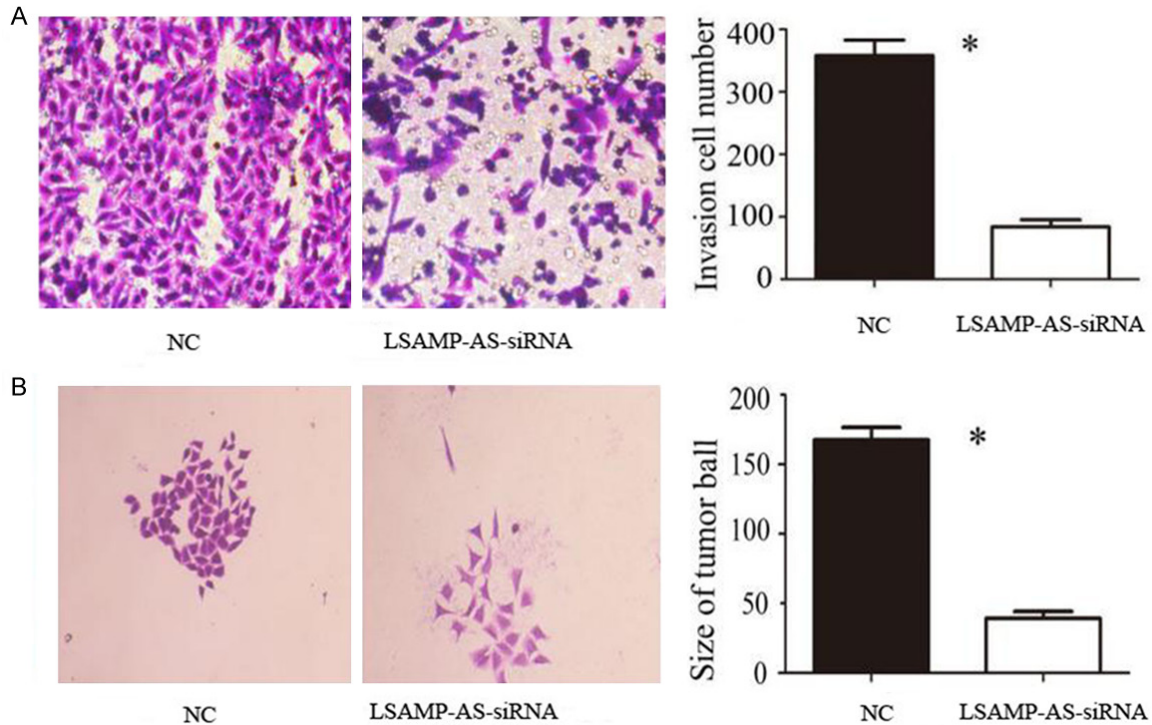 A
Invasion cell number
400
300
200
100
0
*
NC
LSAMP-AS-siRNA
NC
LSAMP-AS-siRNA
B
Size of tumor ball
200
150
100
50
0
*
NC
LSAMP-AS-siRNA
NC
LSAMP-AS-siRNA